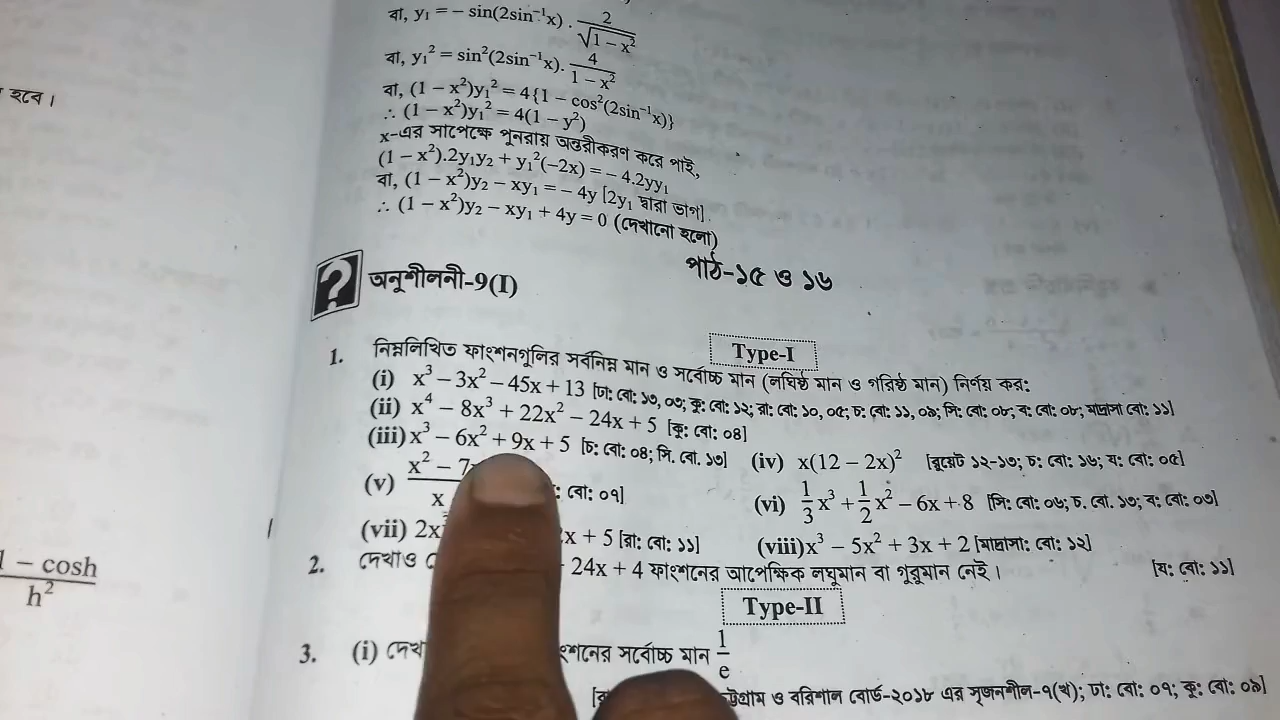 বা, y₁ = − sin(2sin⁻¹x) . 2/√(1 − x²)
বা, y₁² = sin²(2sin⁻¹x). 4/(1 − x²)
বা, (1 − x²)y₁² = 4{1 − cos²(2sin⁻¹x)}
∴ (1 − x²)y₁² = 4(1 − y²)
x-এর সাপেক্ষে পুনরায় অন্তরীকরণ করে পাই,
(1 − x²).2y₁y₂ + y₁²(−2x) = − 4.2yy₁
বা, (1 − x²)y₂ − xy₁ = − 4y [2y₁ দ্বারা ভাগ]
∴ (1 − x²)y₂ − xy₁ + 4y = 0 (দেখানো হলো)
হবে।
? অনুশীলনী-9(I)
পাঠ-১৫ ও ১৬
Type-I
1. নিম্নলিখিত ফাংশনগুলির সর্বনিম্ন মান ও সর্বোচ্চ মান (লঘিষ্ঠ মান ও গরিষ্ঠ মান) নির্ণয় কর:
(i) x³ − 3x² − 45x + 13 [ঢা: বো: ১৩, ০৩; কু: বো: ১২; রা: বো: ১০, ০৫; চ: বো: ১১, ০৯; সি: বো: ০৮; ব: বো: ০৮, মাদ্রাসা বো: ১১]
(ii) x⁴ − 8x³ + 22x² − 24x + 5 [কু: বো: 04]
(iii) x³ − 6x² + 9x + 5 [চ: বো: 04; সি. বো. ১৩] (iv) x(12 − 2x)² [বুয়েট ১২-১৩; চ: বো: ১৬; য: বো: ০৫]
(v) x² − 7 x বো: ০৭] (vi) 1/3 x³ + 1/2 x² − 6x + 8 [সি: বো: ০৬; চ. বো. ১৩; ব: বো: ০৩]
(vii) 2x x + 5 [রা: বো: ১১] (viii) x³ − 5x² + 3x + 2 [মাদ্রাসা: বো: ১২]
2. দেখাও 24x + 4 ফাংশনের আপেক্ষিক লঘুমান বা গুরুমান নেই। [য: বো: ১১]
Type-II
1 − cosh/h²
3. (i) সর্বোচ্চ মান 1/e
ও বরিশাল বোর্ড-২০১৮ এর সৃজনশীল-৭(খ); ঢা: বো: ০৭; কু: বো: ০৯]